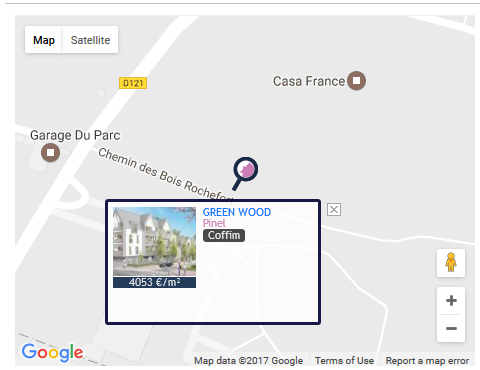 Map Satellite
D121
Casa France
Garage Du Parc
Chemin des Bois Rochefort
GREEN WOOD
Pinel
Coffim
4053 €/m²
Google
Map data ©2017 Google Terms of Use Report a map error